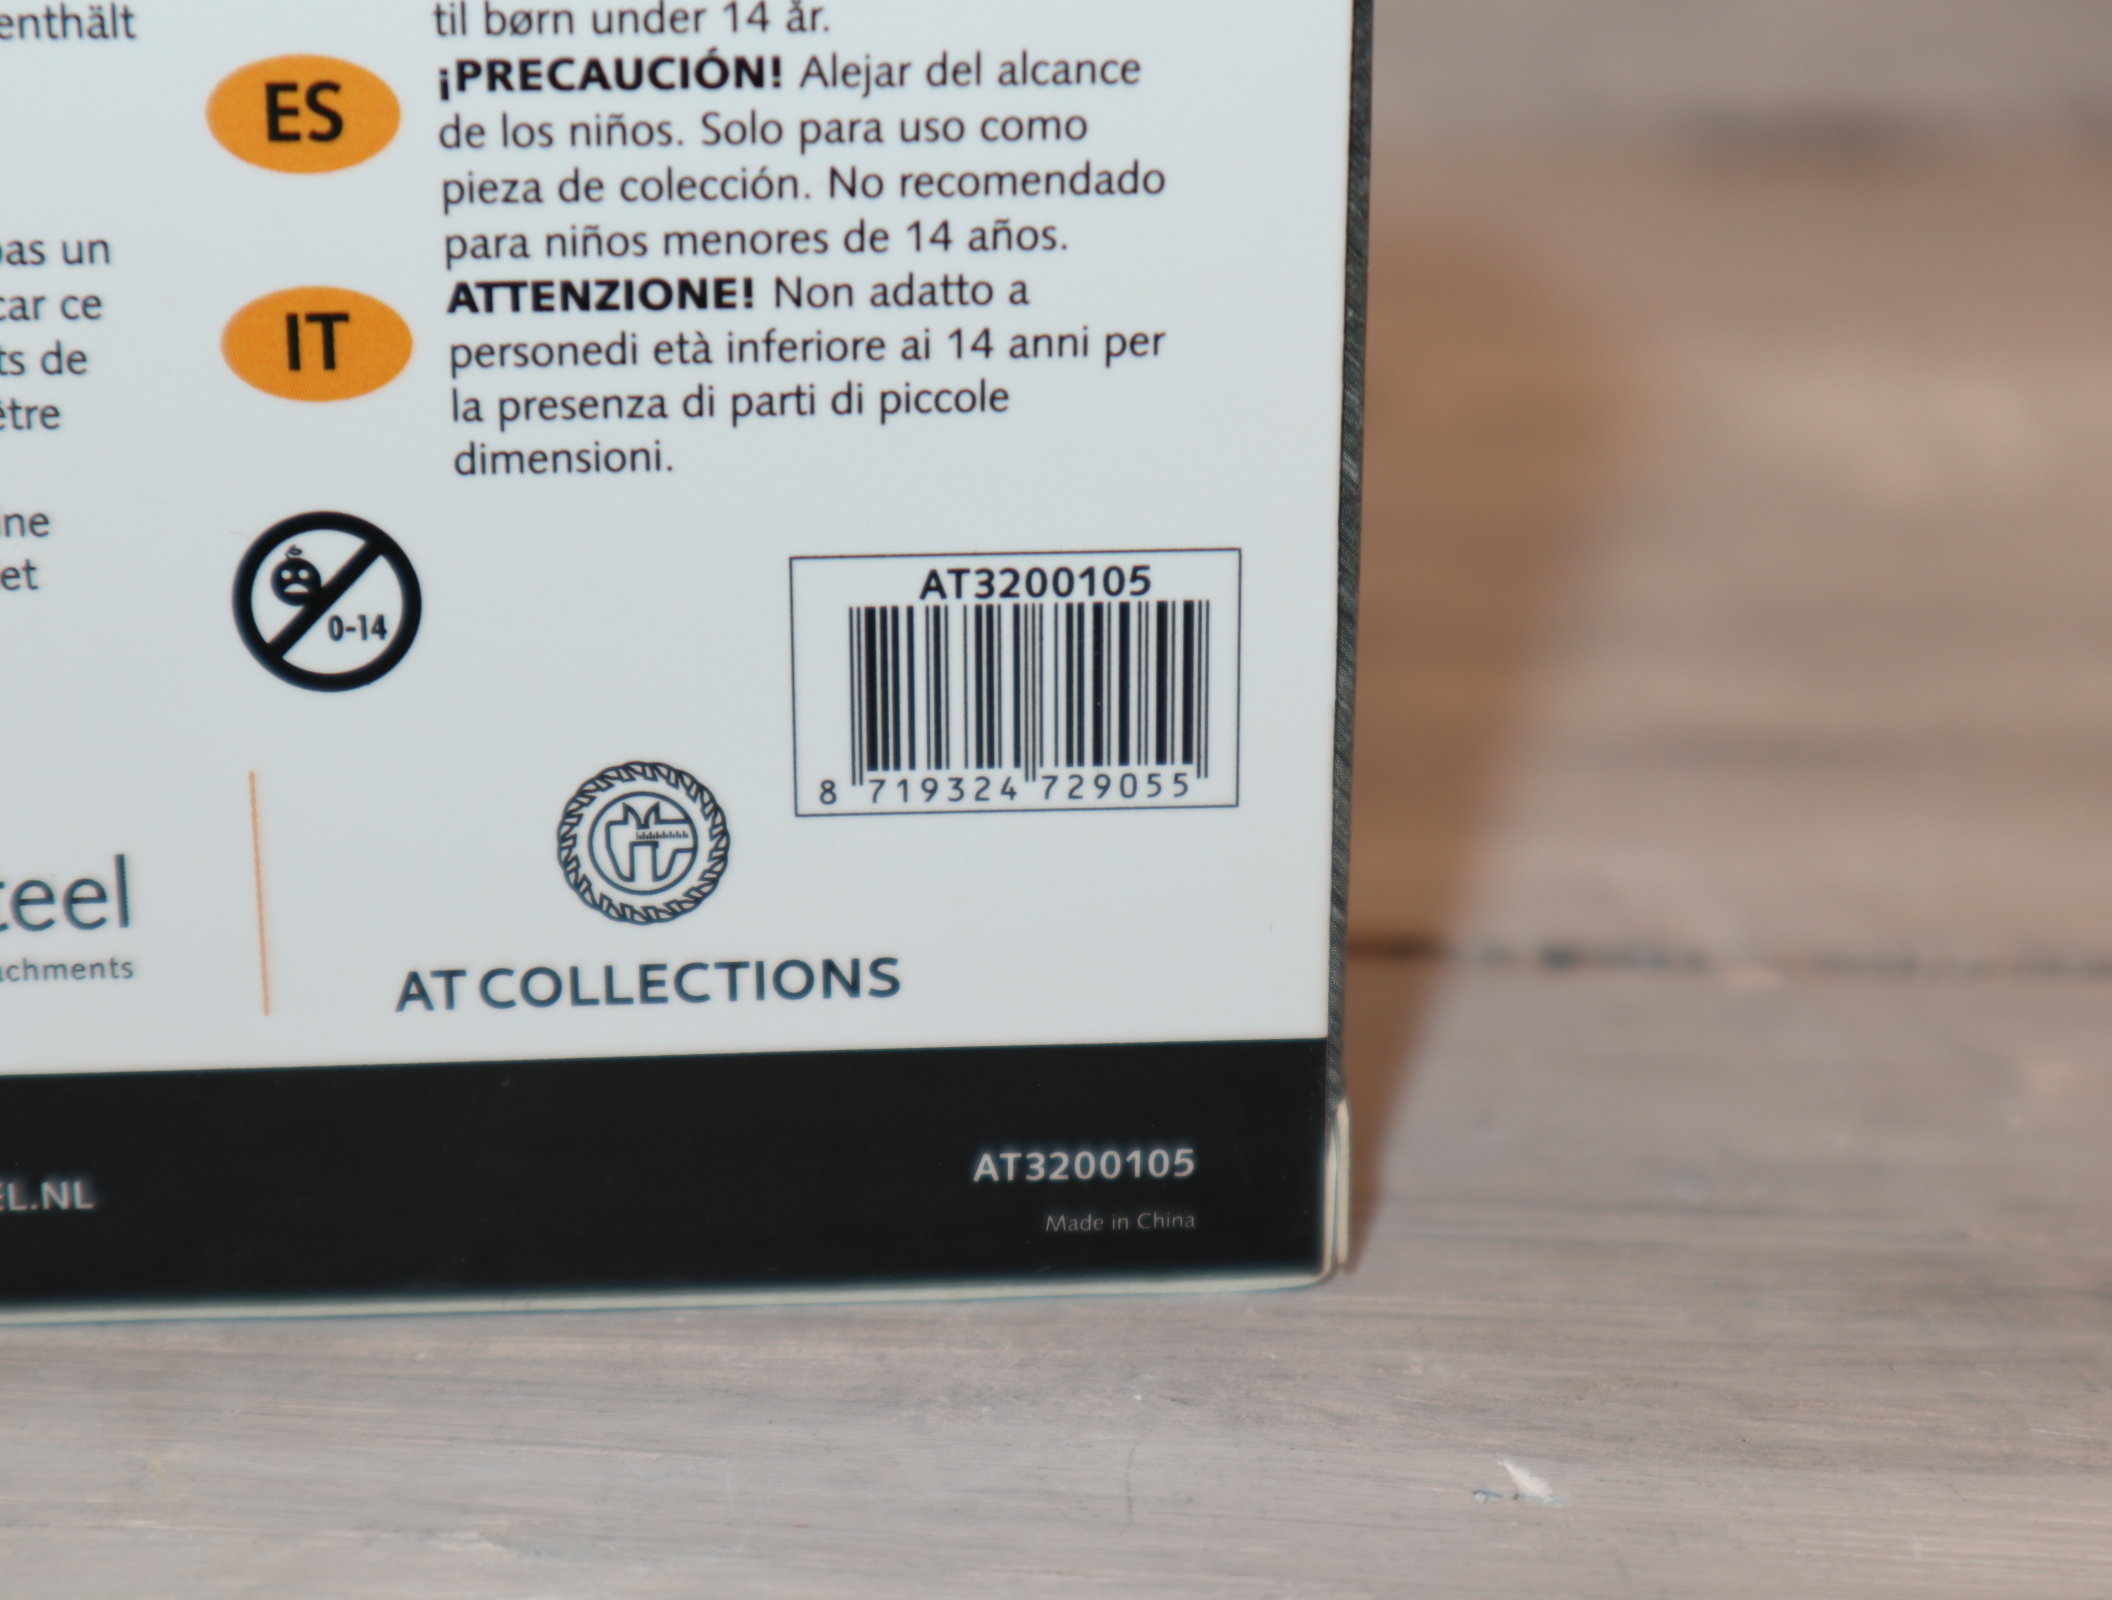 enthält
pas un
car ce
ts de
être
ine
et
til børn under 14 år.
ES
¡PRECAUCIÓN! Alejar del alcance
de los niños. Solo para uso como
pieza de colección. No recomendado
para niños menores de 14 años.
IT
ATTENZIONE! Non adatto a
personedi età inferiore ai 14 anni per
la presenza di parti di piccole
dimensioni.
0-14
AT3200105
8 719324 729055
teel
achments
AT COLLECTIONS
EL.NL
AT3200105
Made in China